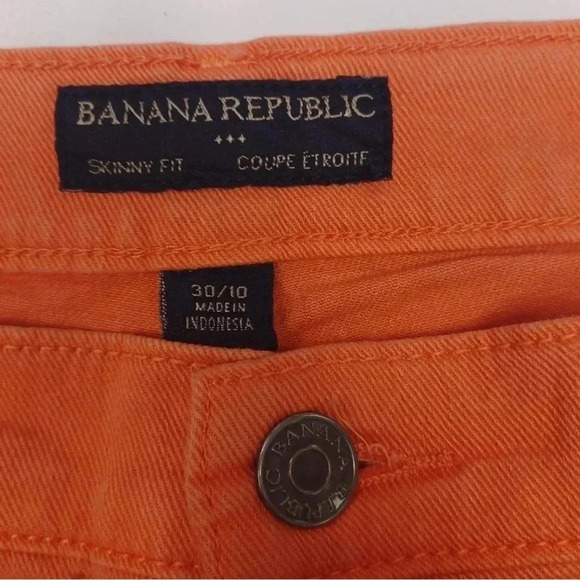 BANANA REPUBLIC
SKINNY FIT COUPE ÉTROITE
30/10
MADE IN
INDONESIA
BANANA REPUBLIC